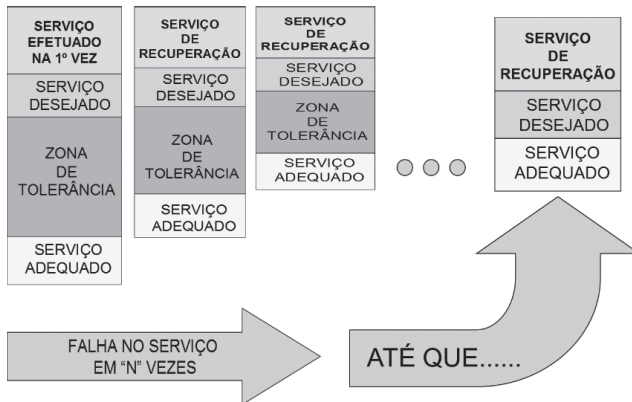 SERVIÇO
EFETUADO
NA 1º VEZ
SERVIÇO
DESEJADO
ZONA
DE
TOLERÂNCIA
SERVIÇO
ADEQUADO
SERVIÇO
DE
RECUPERAÇÃO
SERVIÇO
DESEJADO
ZONA
DE
TOLERÂNCIA
SERVIÇO
ADEQUADO
SERVIÇO
DE
RECUPERAÇÃO
SERVIÇO
DESEJADO
ZONA
DE
TOLERÂNCIA
SERVIÇO
ADEQUADO
SERVIÇO
DE
RECUPERAÇÃO
SERVIÇO
DESEJADO
SERVIÇO
ADEQUADO
FALHA NO SERVIÇO
EM “N” VEZES
ATÉ QUE......